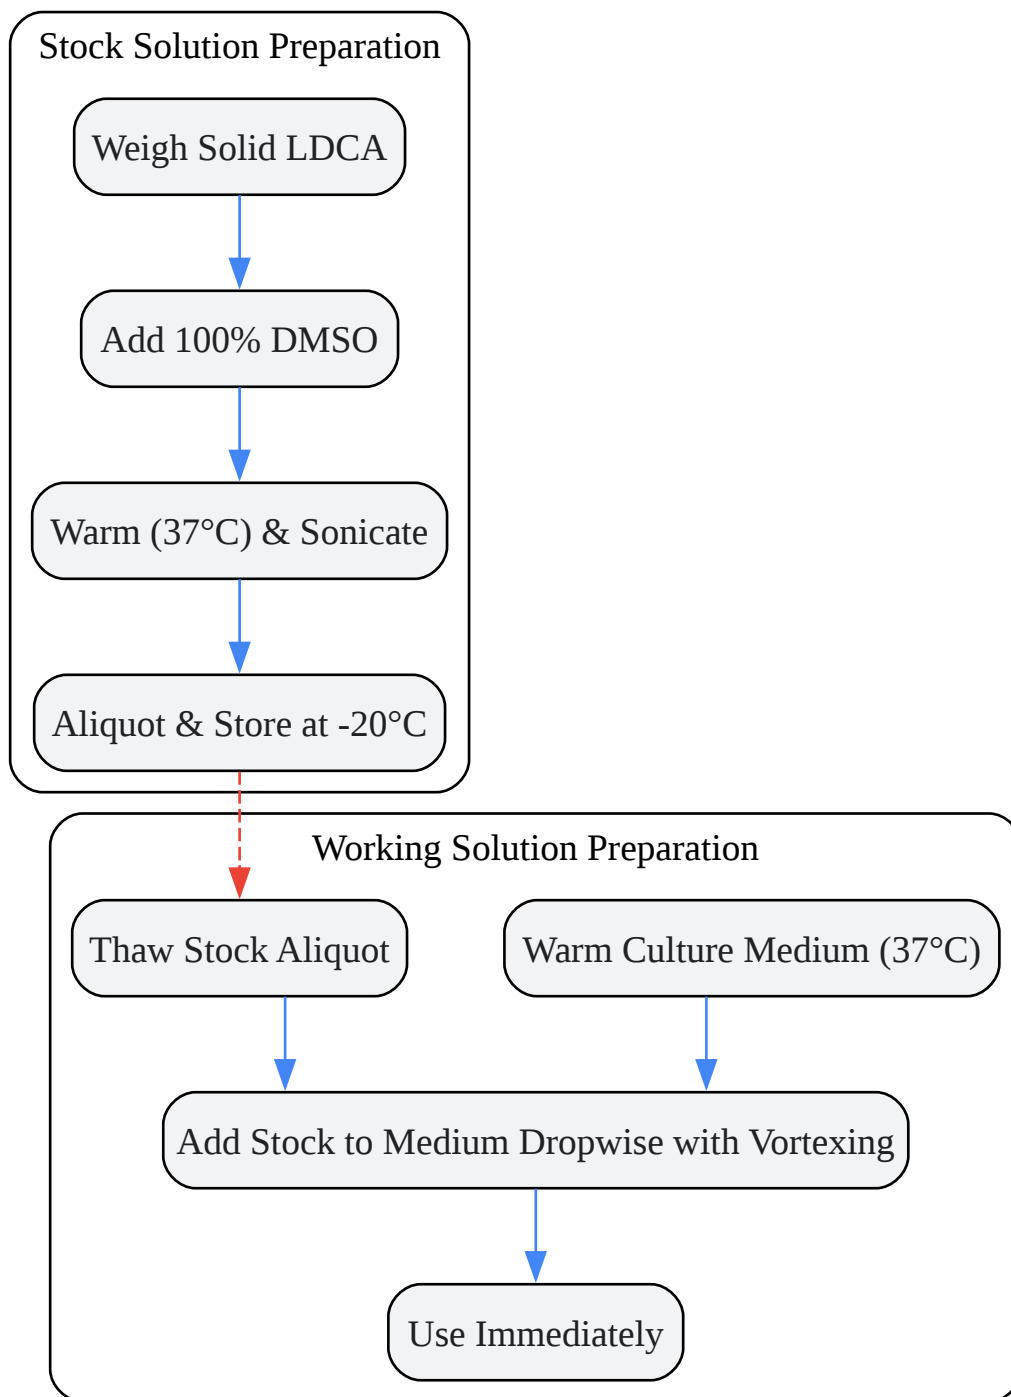 Stock Solution Preparation
Weigh Solid LDCA
Add 100% DMSO
Warm (37°C) & Sonicate
Aliquot & Store at -20°C
Working Solution Preparation
Thaw Stock Aliquot
Warm Culture Medium (37°C)
Add Stock to Medium Dropwise with Vortexing
Use Immediately